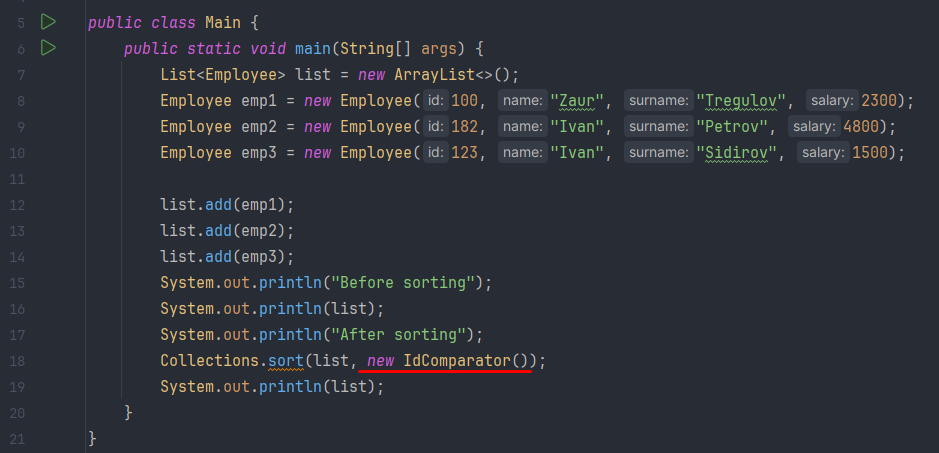 5 public class Main {
6 public static void main(String[] args) {
7 List<Employee> list = new ArrayList<>();
8 Employee emp1 = new Employee( id: 100, name: "Zaur", surname: "Tregulov", salary: 2300);
9 Employee emp2 = new Employee( id: 182, name: "Ivan", surname: "Petrov", salary: 4800);
10 Employee emp3 = new Employee( id: 123, name: "Ivan", surname: "Sidirov", salary: 1500);
11
12 list.add(emp1);
13 list.add(emp2);
14 list.add(emp3);
15 System.out.println("Before sorting");
16 System.out.println(list);
17 System.out.println("After sorting");
18 Collections.sort(list, new IdComparator());
19 System.out.println(list);
20 }
21 }